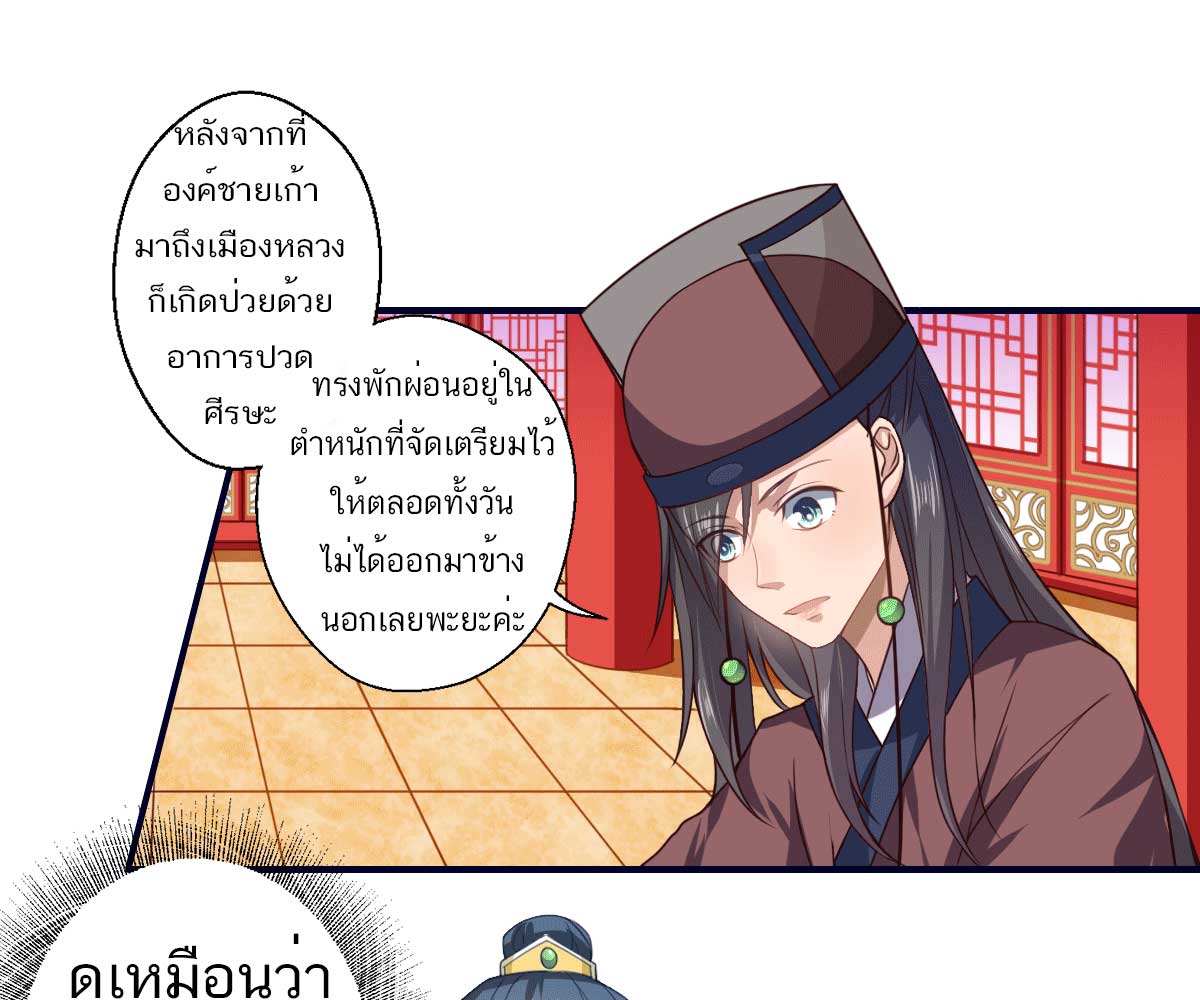 หลังจากที่
องค์ชายเก้า
มาถึงเมืองหลวง
ก็เกิดป่วยด้วย
อาการปวด
ศีรษะ
ทรงพักผ่อนอยู่ใน
ตำหนักที่จัดเตรียมไว้
ให้ตลอดทั้งวัน
ไม่ได้ออกมาข้าง
นอกเลยพะยะค่ะ
ดเหมือนว่า